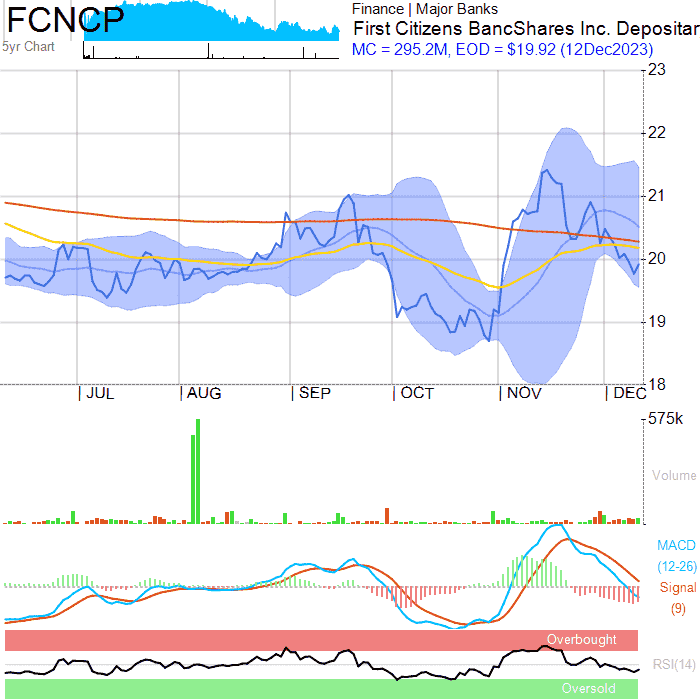 FCNCP
5yr Chart
Finance | Major Banks
First Citizens BancShares Inc. Depositar
MC = 295.2M, EOD = $19.92 (12Dec2023)
23
22
21
20
19
18
JUL AUG SEP OCT NOV DEC
575k
Volume
MACD
(12-26)
Signal
(9)
Overbought
RSI(14)
Oversold